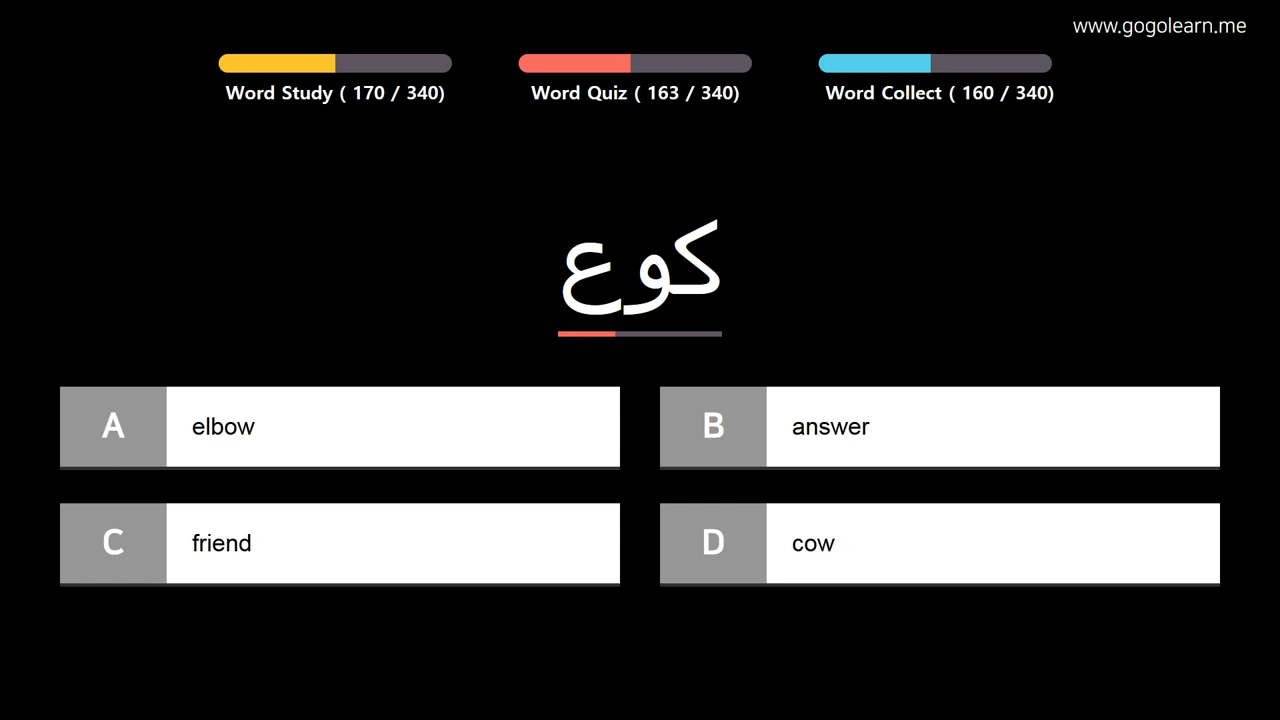 www.gogolearn.me
Word Study ( 170 / 340)
Word Quiz ( 163 / 340)
Word Collect ( 160 / 340)
كوع
A elbow
B answer
C friend
D cow